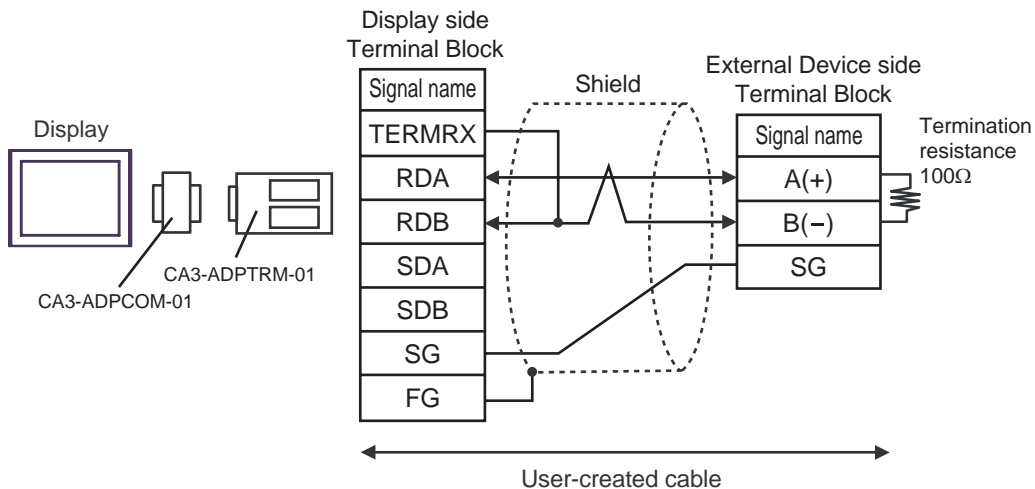 Display side
Terminal Block
Signal name
TERMRX
RDA
RDB
SDA
SDB
SG
FG
Shield
External Device side
Terminal Block
Signal name
A(+)
B(−)
SG
Termination
resistance
100Ω
Display
CA3-ADPTRM-01
CA3-ADPCOM-01
User-created cable